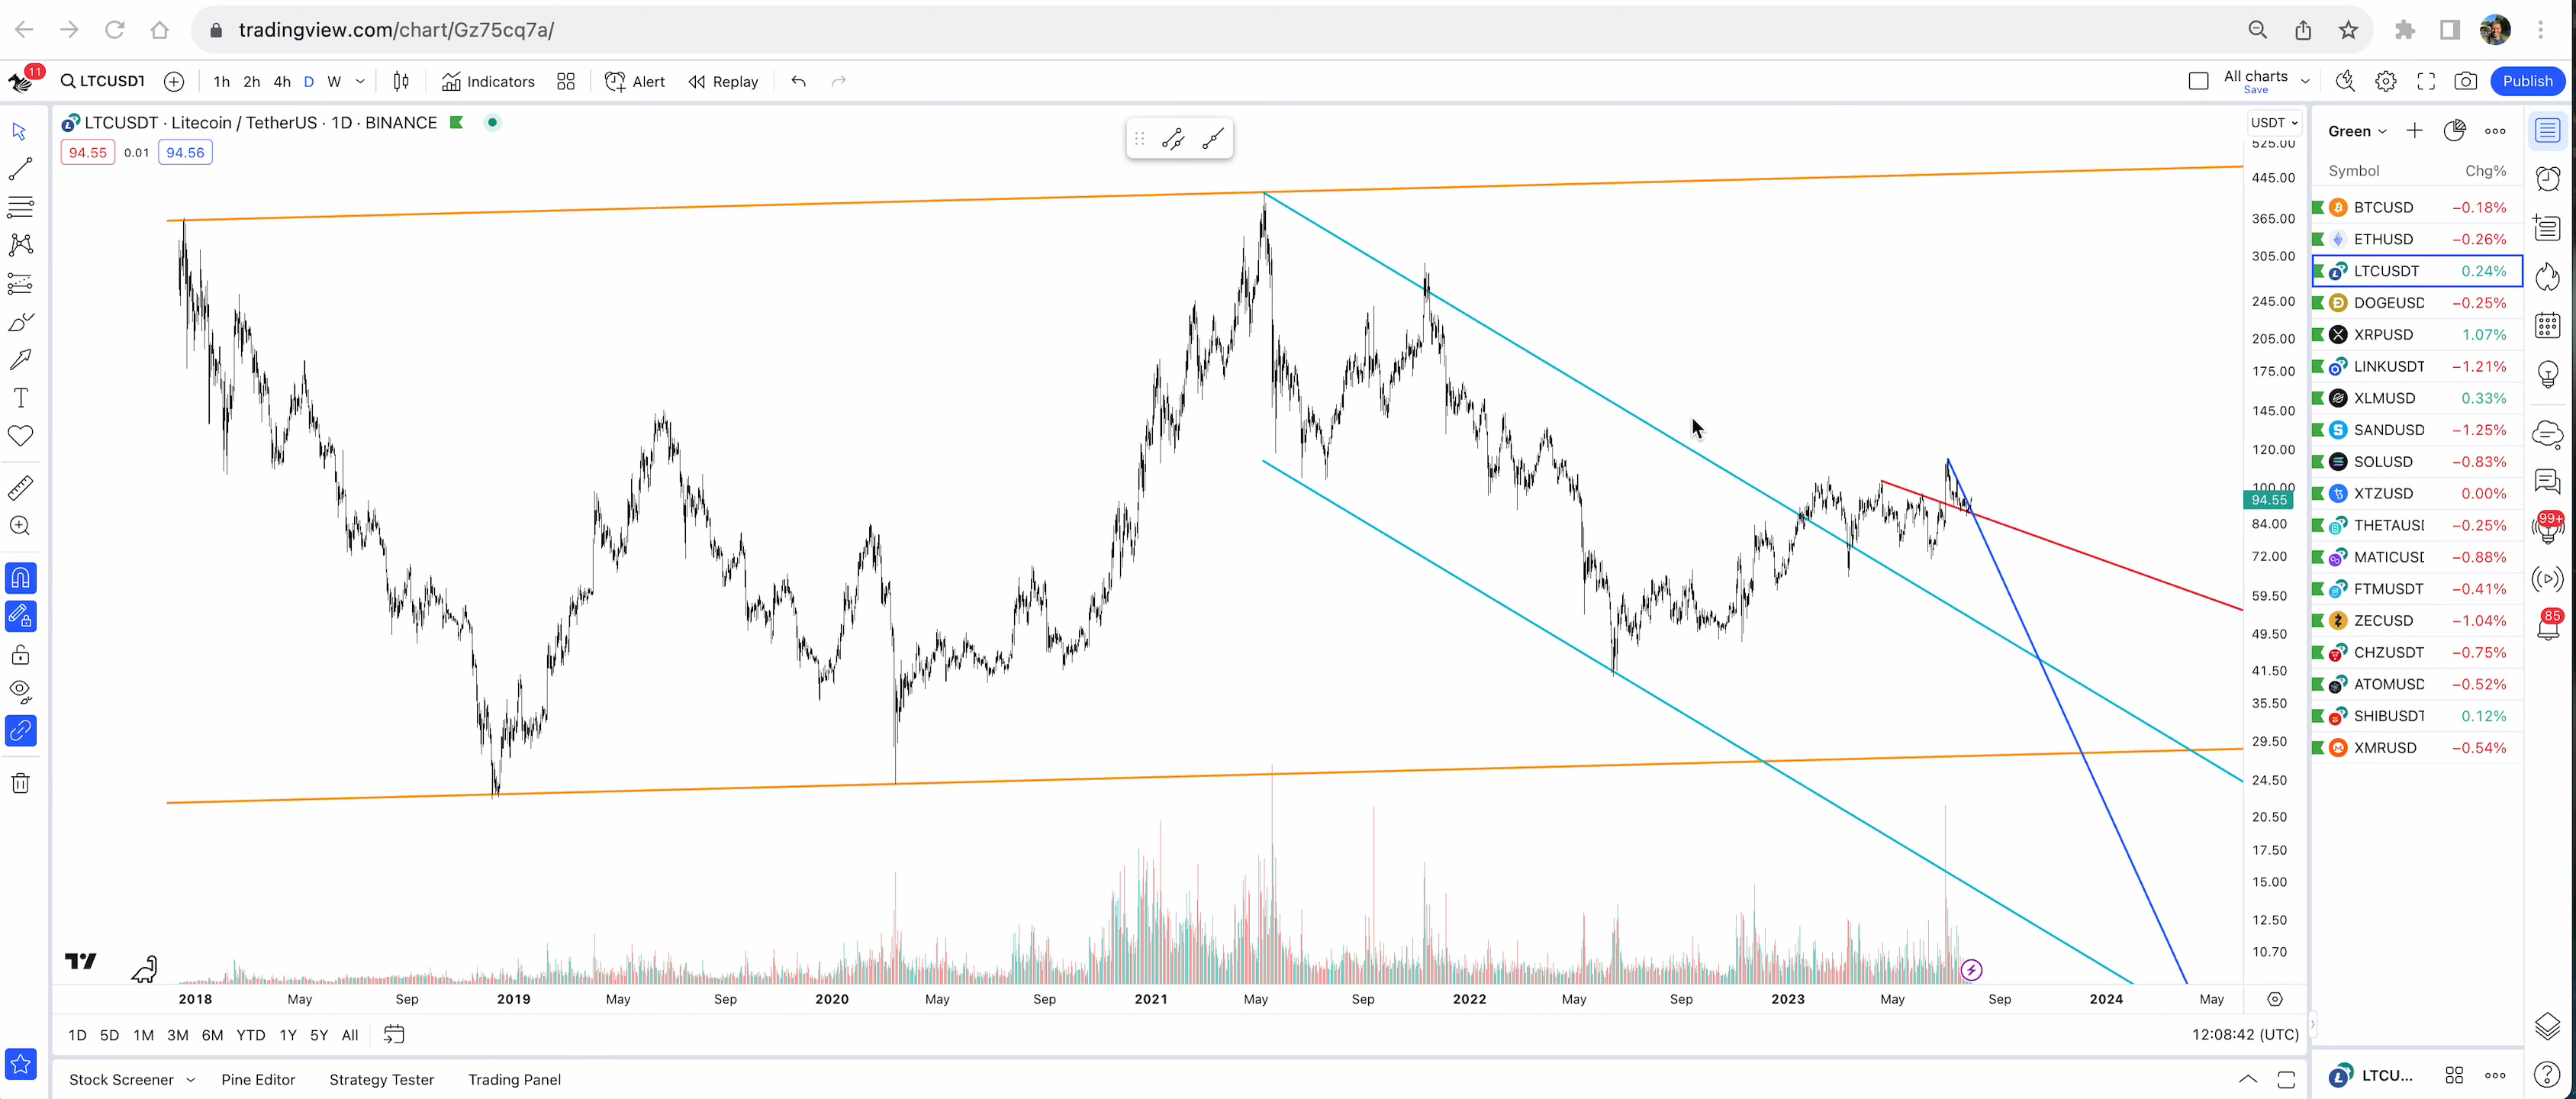 tradingview.com/chart/Gz75cq7a/
11
LTCUSDT
1h 2h 4h D W
Indicators
Alert
Replay
All charts
Save
Publish
LTCUSDT · Litecoin / TetherUS · 1D · BINANCE
94.55 0.01 94.56
USDT
525.00
445.00
365.00
305.00
245.00
205.00
175.00
145.00
120.00
100.00
94.55
84.00
72.00
59.50
49.50
41.50
35.50
29.50
24.50
20.50
17.50
15.00
12.50
10.70
2018 May Sep 2019 May Sep 2020 May Sep 2021 May Sep 2022 May Sep 2023 May Sep 2024 May
1D 5D 1M 3M 6M YTD 1Y 5Y All
12:08:42 (UTC)
Stock Screener Pine Editor Strategy Tester Trading Panel
Green
Symbol Chg%
BTCUSD −0.18%
ETHUSD −0.26%
LTCUSDT 0.24%
DOGEUSD −0.25%
XRPUSD 1.07%
LINKUSDT −1.21%
XLMUSD 0.33%
SANDUSD −1.25%
SOLUSD −0.83%
XTZUSD 0.00%
THETAUSI −0.25%
MATICUSI −0.88%
FTMUSDT −0.41%
ZECUSD −1.04%
CHZUSDT −0.75%
ATOMUSD −0.52%
SHIBUSDT 0.12%
XMRUSD −0.54%
99+
85
LTCU...